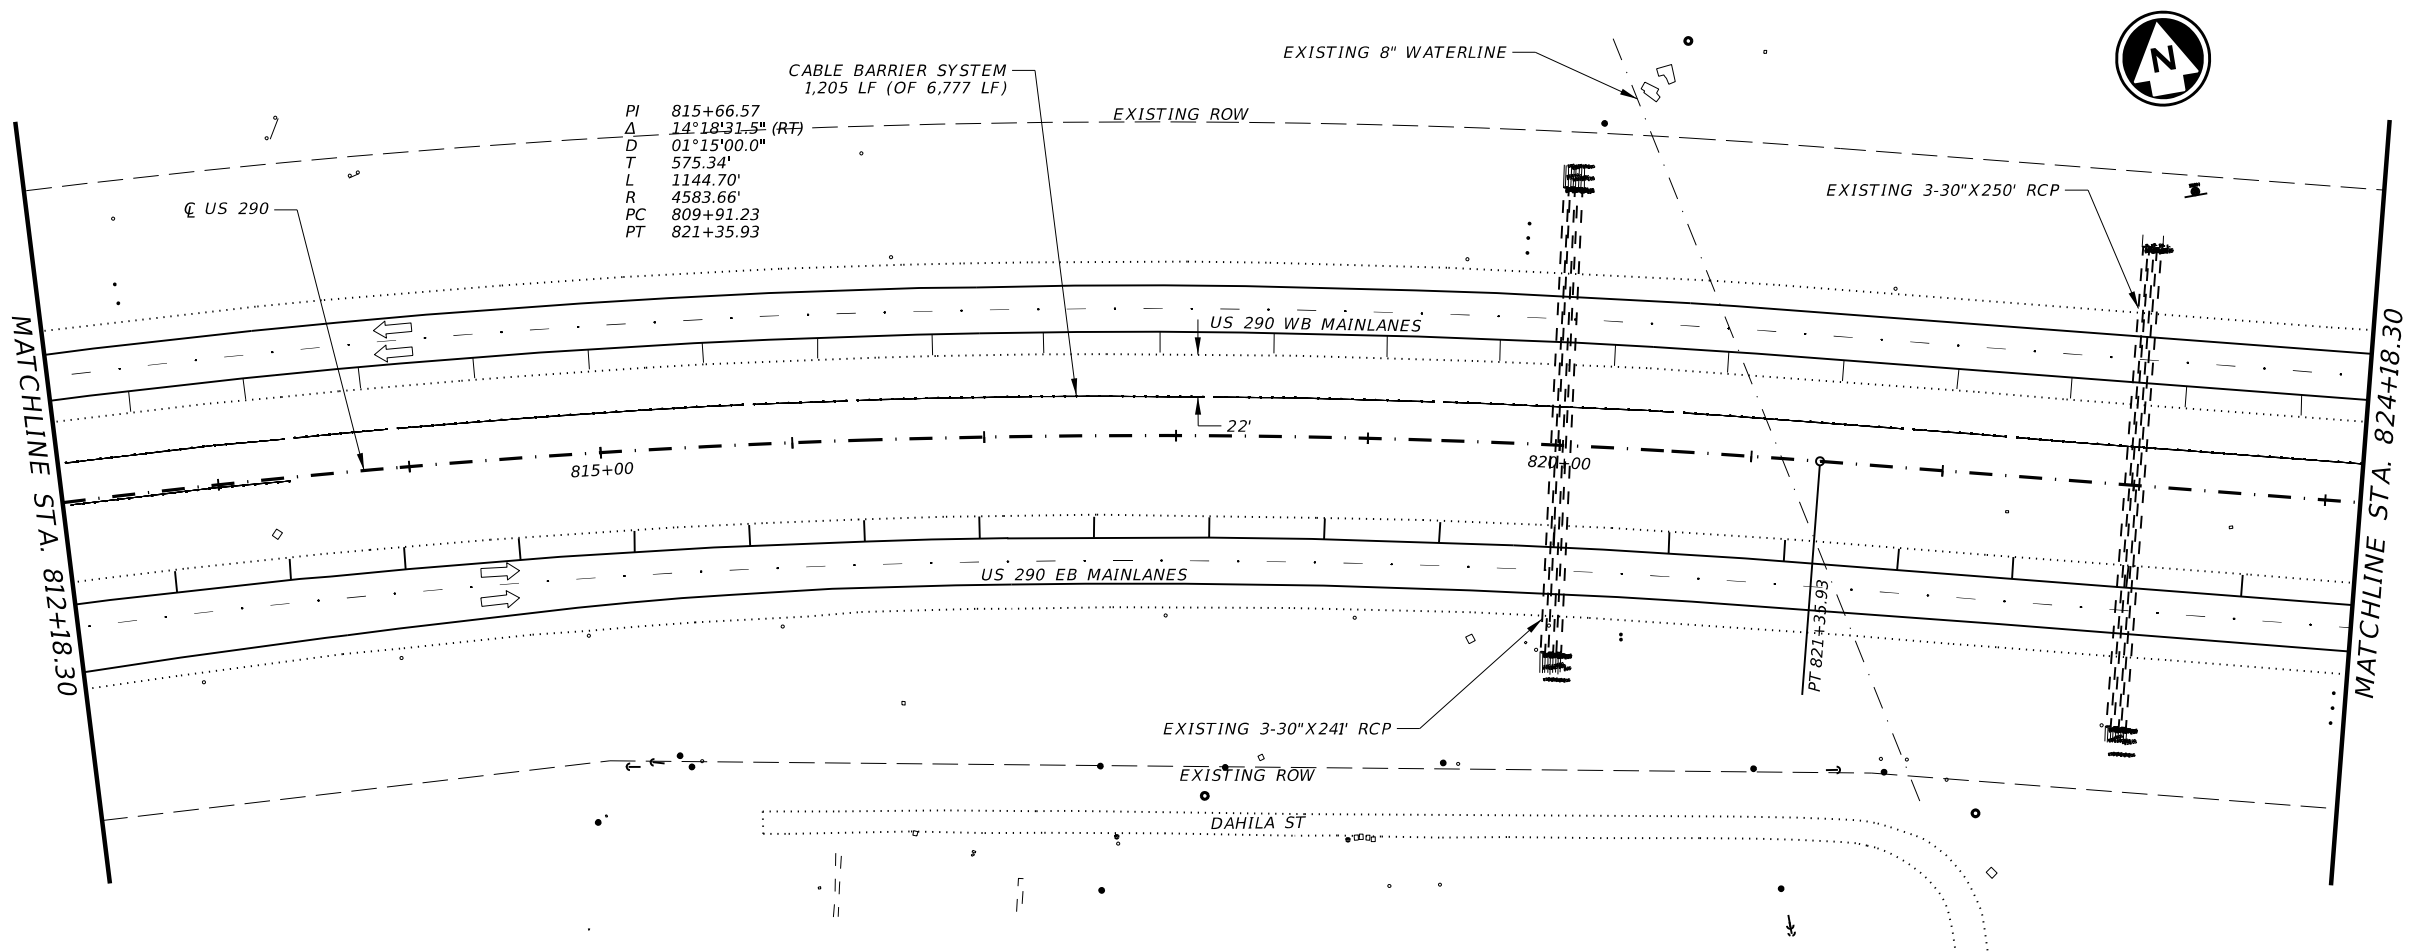 EXISTING 8" WATERLINE
N
CABLE BARRIER SYSTEM
1,205 LF (OF 6,777 LF)
PI 815+66.57
Δ 14°18'31.5" (RT)
D 01°15'00.0"
T 575.34'
L 1144.70'
R 4583.66'
PC 809+91.23
PT 821+35.93
EXISTING ROW
EXISTING 3-30"X250' RCP
℄ US 290
US 290 WB MAINLANES
22'
815+00
820+00
MATCHLINE STA. 812+18.30
MATCHLINE STA. 824+18.30
US 290 EB MAINLANES
PT 821+35.93
EXISTING 3-30"X241' RCP
EXISTING ROW
DAHILA ST